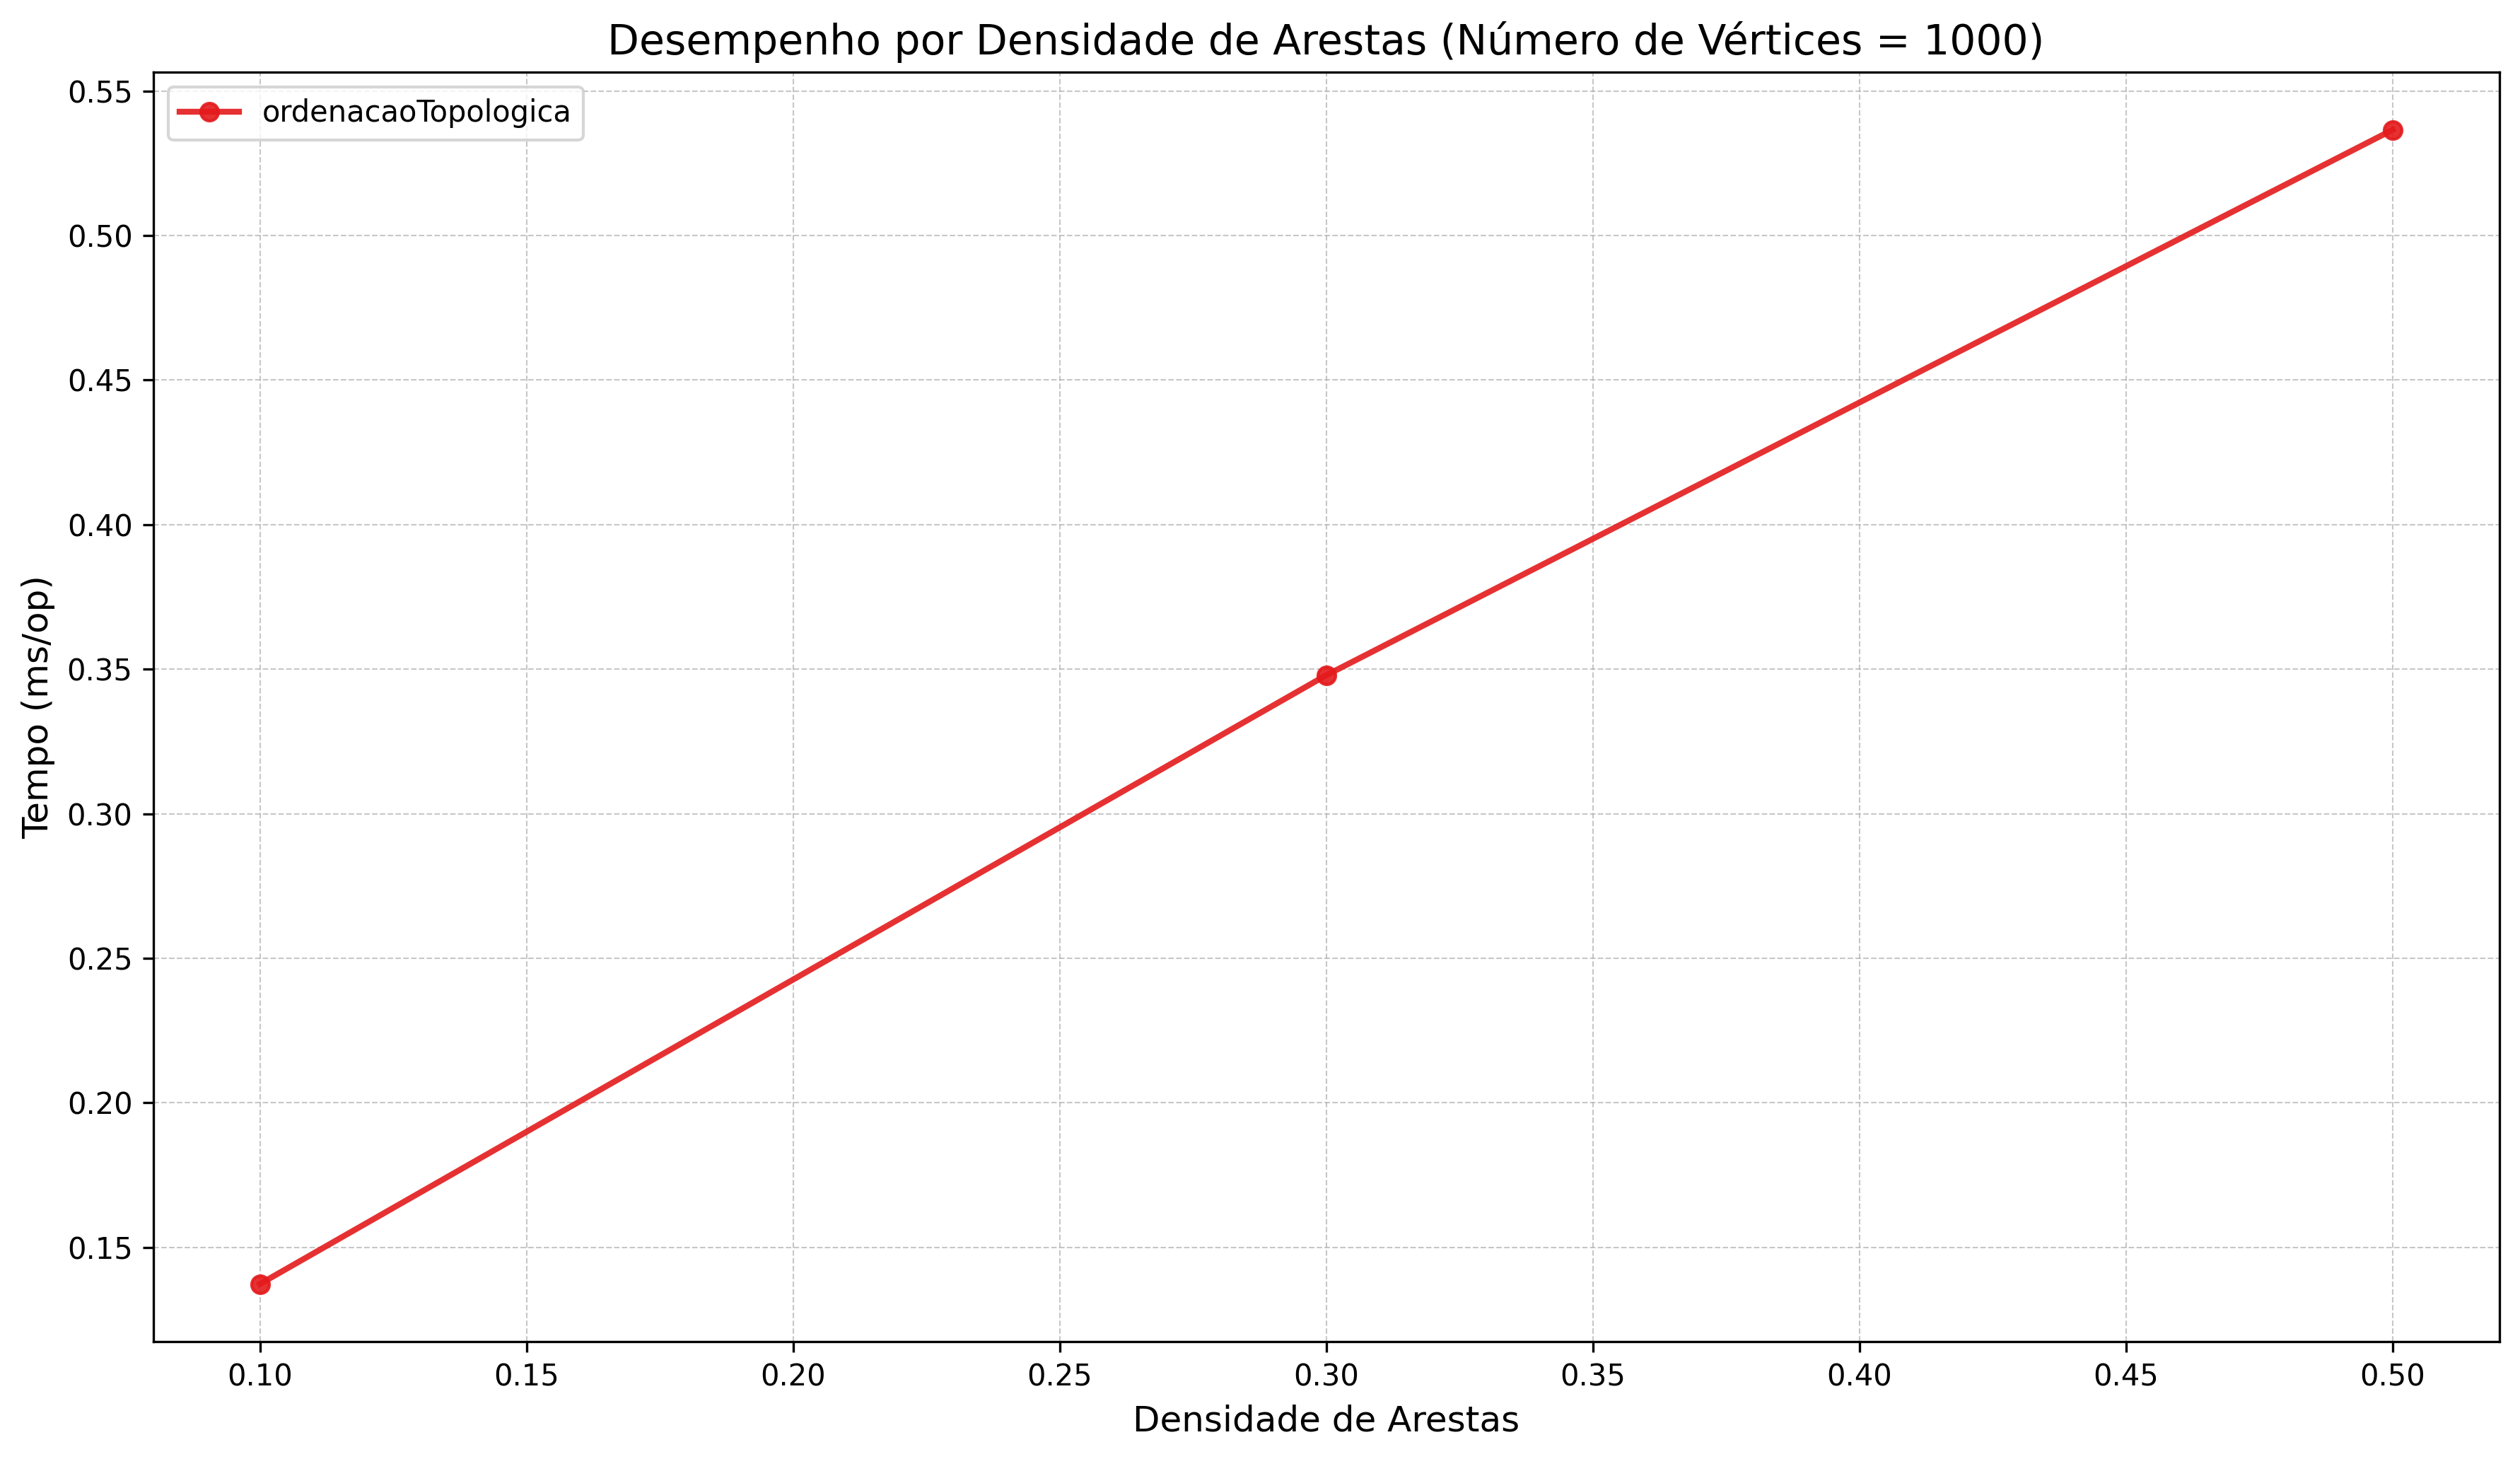 Desempenho por Densidade de Arestas (Número de Vértices = 1000)
ordenacaoTopologica
Tempo (ms/op)
0.55
0.50
0.45
0.40
0.35
0.30
0.25
0.20
0.15
0.10 0.15 0.20 0.25 0.30 0.35 0.40 0.45 0.50
Densidade de Arestas